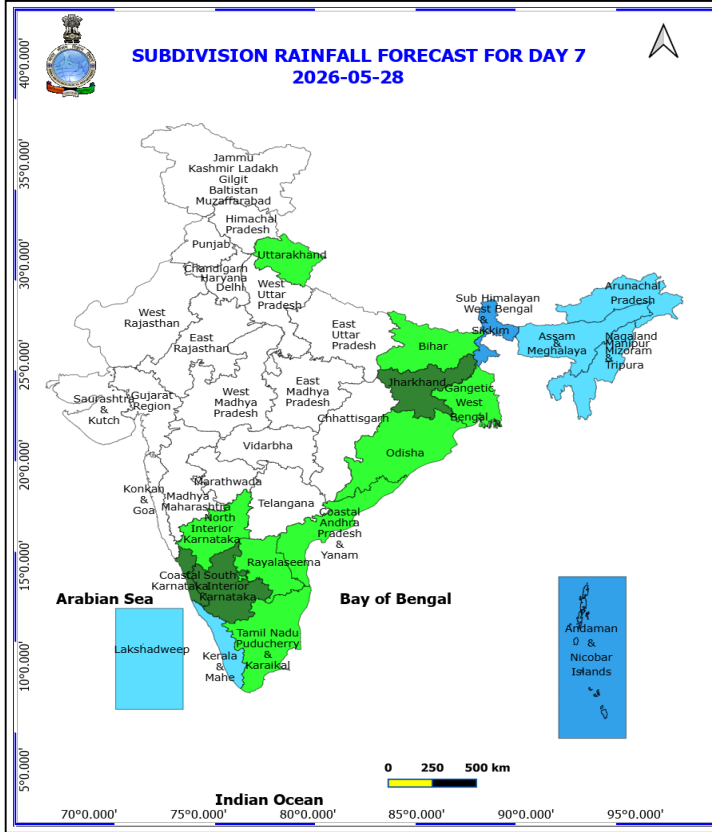 SUBDIVISION RAINFALL FORECAST FOR DAY 7
2026-05-28
40°0.000'
35°0.000'
30°0.000'
25°0.000'
20°0.000'
15°0.000'
10°0.000'
5°0.000'
Jammu
Kashmir Ladakh
Gilgit
Baltistan
Muzaffarabad
Himachal
Pradesh
Punjab
Uttarakhand
Chandigarh
Haryana
Delhi
West
Uttar
Pradesh
Arunachal
Pradesh
Sub Himalayan
West Bengal
&
Sikkim
West
Rajasthan
East
Rajasthan
East
Uttar
Pradesh
Bihar
Assam
&
Meghalaya
Nagaland
Manipur
Mizoram
&
Tripura
Jharkhand
Gangetic
West
Bengal
Saurashtra
&
Kutch
Gujarat
Region
West
Madhya
Pradesh
East
Madhya
Pradesh
Chhattisgarh
Vidarbha
Odisha
Konkan
&
Goa
Marathwada
Madhya
Maharashtra
Telangana
North
Interior
Karnataka
Coastal
Andhra
Pradesh
&
Yanam
Rayalaseema
Coastal
Karnataka
South
Interior
Karnataka
Arabian Sea
Bay of Bengal
Lakshadweep
Kerala
&
Mahe
Tamil Nadu
Puducherry
&
Karaikal
Andaman
&
Nicobar
Islands
0 250 500 km
Indian Ocean
70°0.000' 75°0.000' 80°0.000' 85°0.000' 90°0.000' 95°0.000'